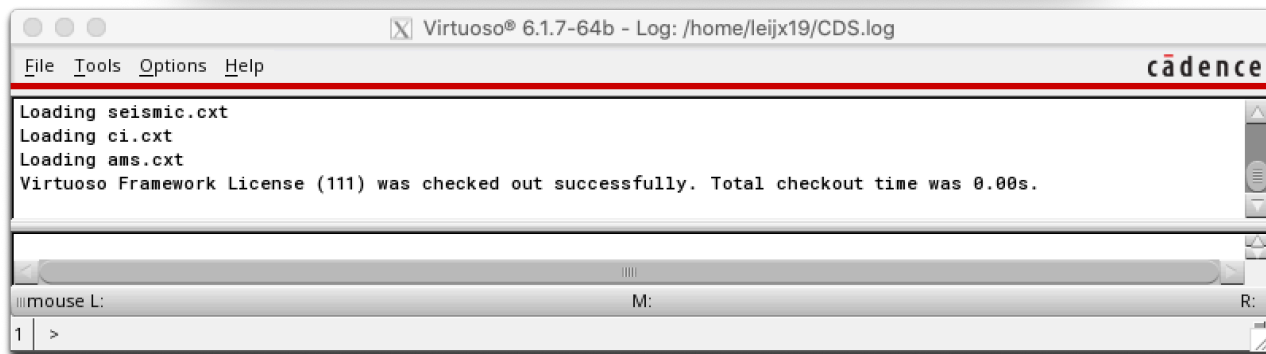 Virtuoso® 6.1.7-64b - Log: /home/leijx19/CDS.log
File Tools Options Help cādence
Loading seismic.cxt
Loading ci.cxt
Loading ams.cxt
Virtuoso Framework License (111) was checked out successfully. Total checkout time was 0.00s.
mouse L: M: R:
1 >